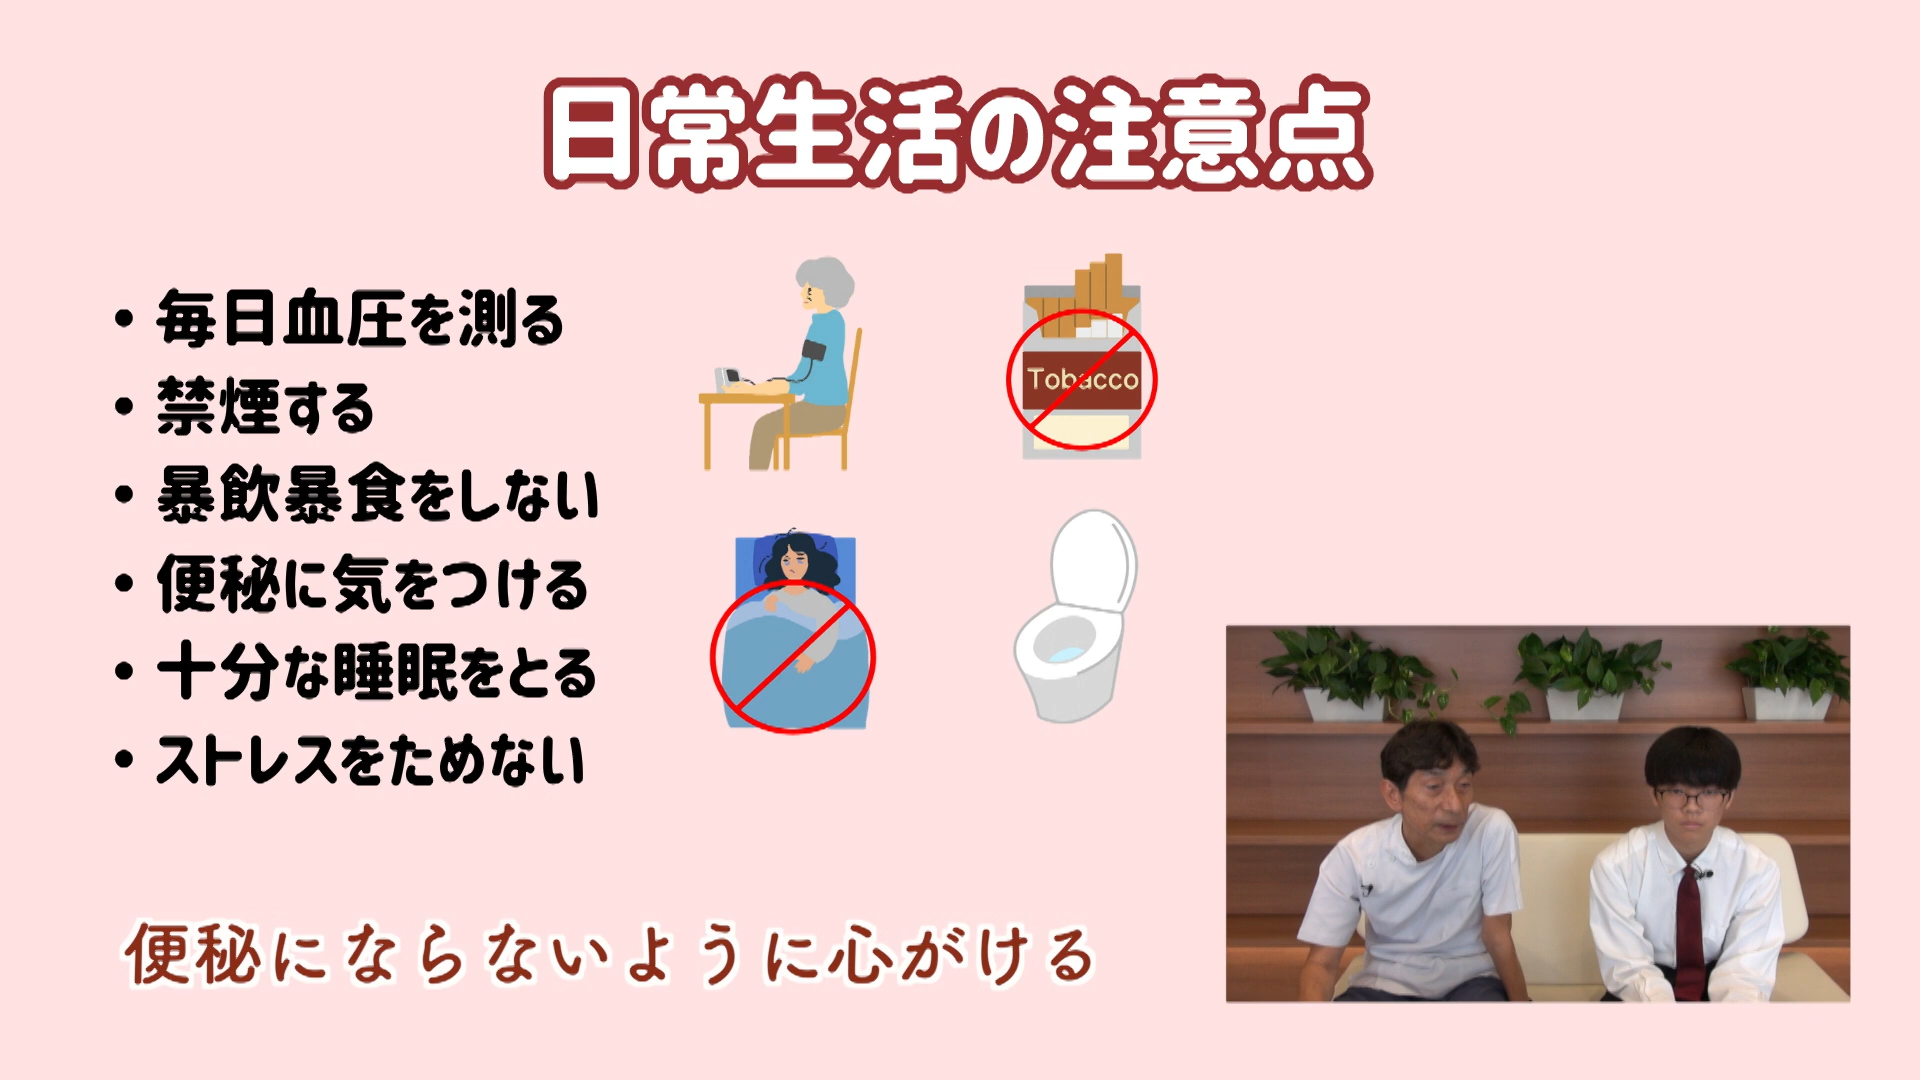 日常生活の注意点
• 毎日血圧を測る
• 禁煙する
• 暴飲暴食をしない
• 便秘に気をつける
• 十分な睡眠をとる
• ストレスをためない
Tobacco
便秘にならないように心がける